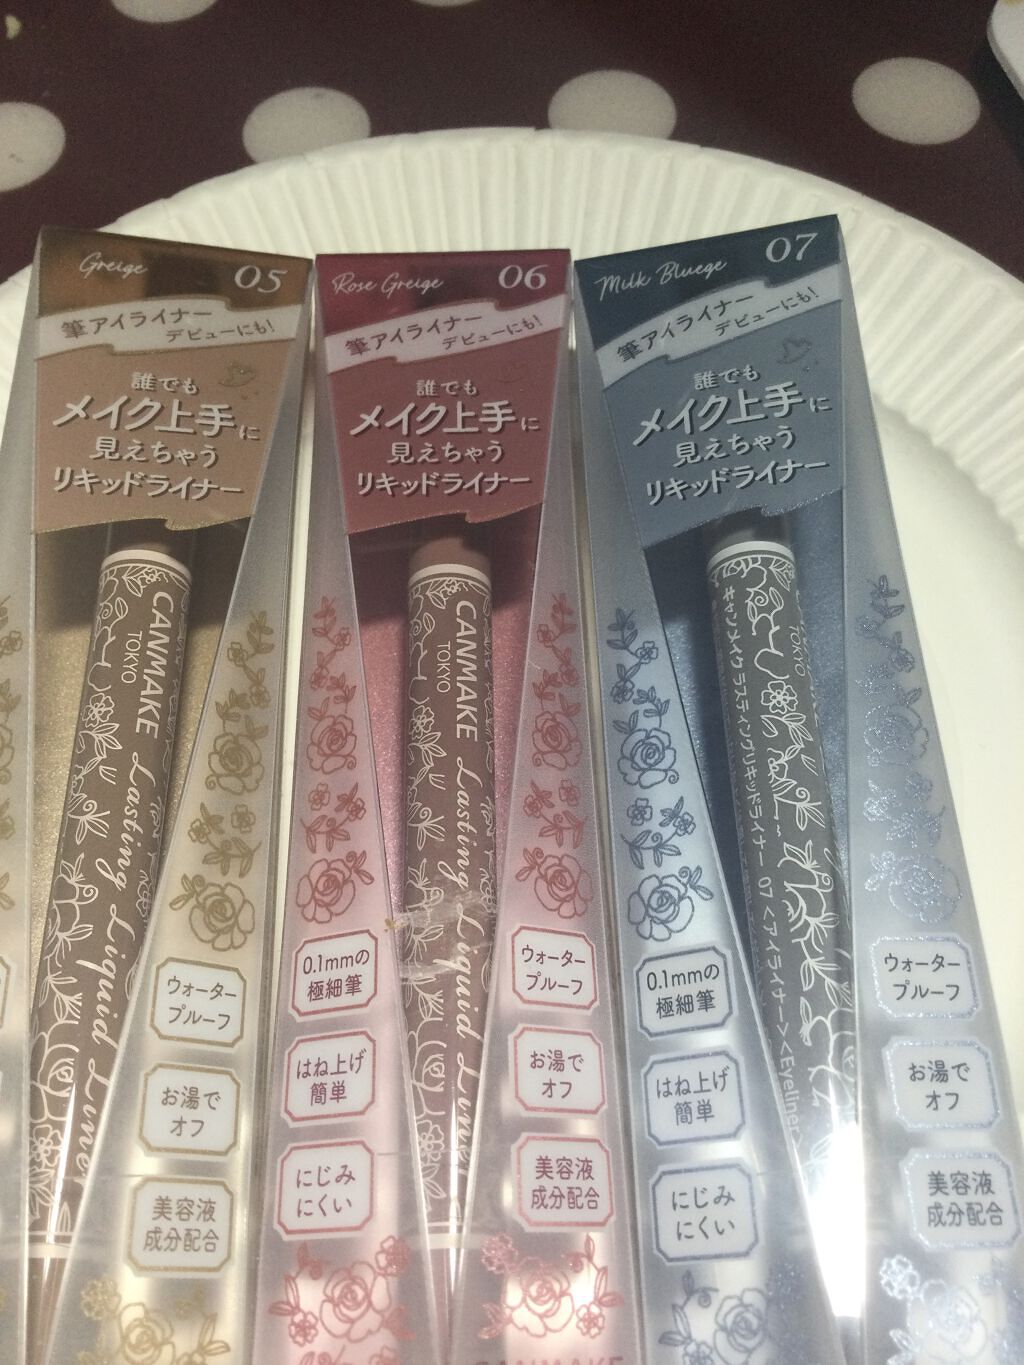 Greige 05
筆アイライナー
デビューにも!
誰でも
メイク上手に
見えちゃう
リキッドライナー
CANMAKE
TOKYO
Lasting Liquid Liner
ウォーター
プルーフ
お湯で
オフ
美容液
成分配合
Rose Greige 06
筆アイライナー
デビューにも!
誰でも
メイク上手に
見えちゃう
リキッドライナー
CANMAKE
TOKYO
Lasting Liquid Liner
0.1mmの
極細筆
はね上げ
簡単
にじみ
にくい
ウォーター
プルーフ
お湯で
オフ
美容液
成分配合
CANMAKE
Milk Bluege 07
筆アイライナー
デビューにも!
誰でも
メイク上手に
見えちゃう
リキッドライナー
TOKYO
キャンメイク ラスティングリキッドライナー 07 <アイライナー><Eyeliner>
0.1mmの
極細筆
はね上げ
簡単
にじみ
にくい
ウォーター
プルーフ
お湯で
オフ
美容液
成分配合